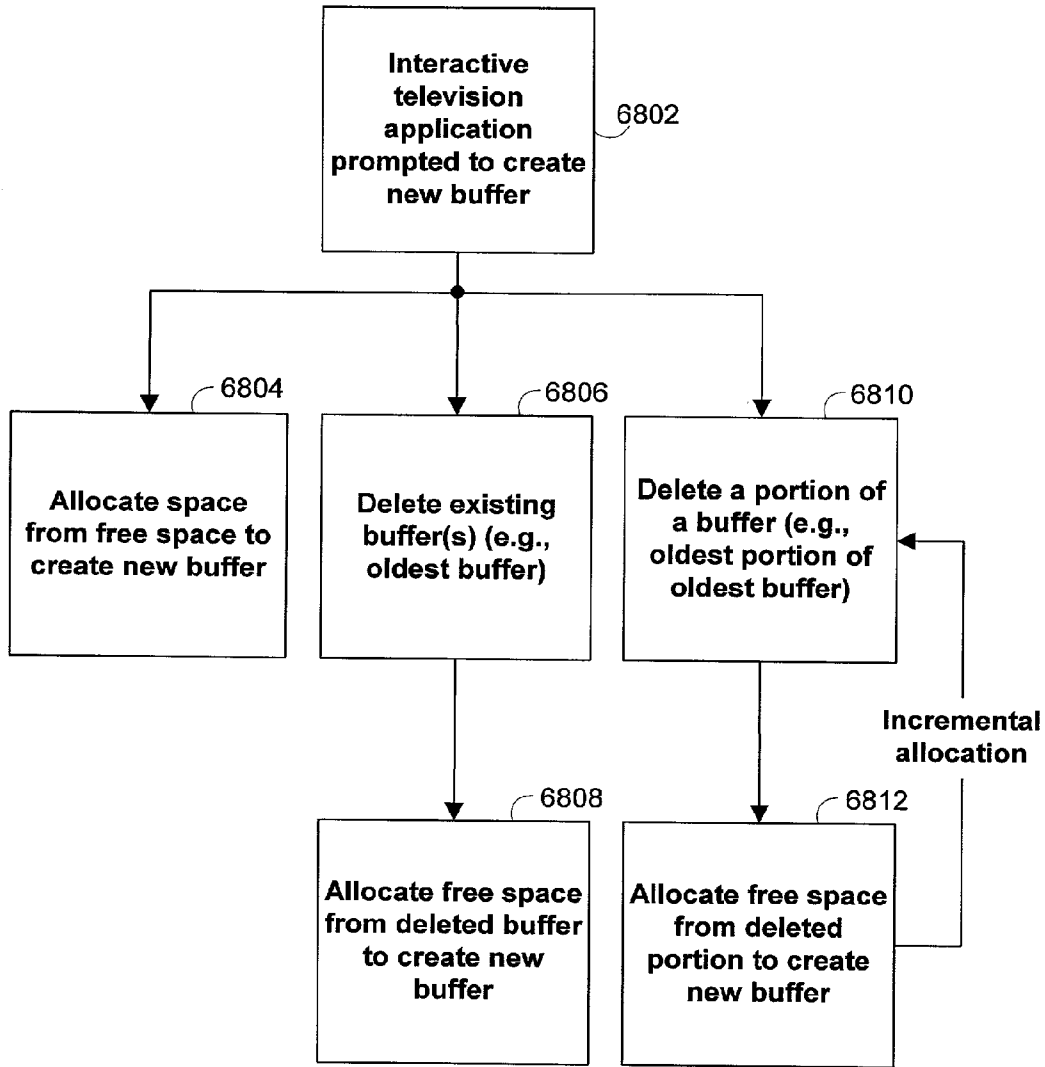 Interactive
television
application
prompted to create
new buffer
6802
6804
Allocate space
from free space to
create new buffer
6806
Delete existing
buffer(s) (e.g.,
oldest buffer)
6810
Delete a portion of
a buffer (e.g.,
oldest portion of
oldest buffer)
Incremental
allocation
6808
Allocate free space
from deleted buffer
to create new
buffer
6812
Allocate free space
from deleted
portion to create
new buffer